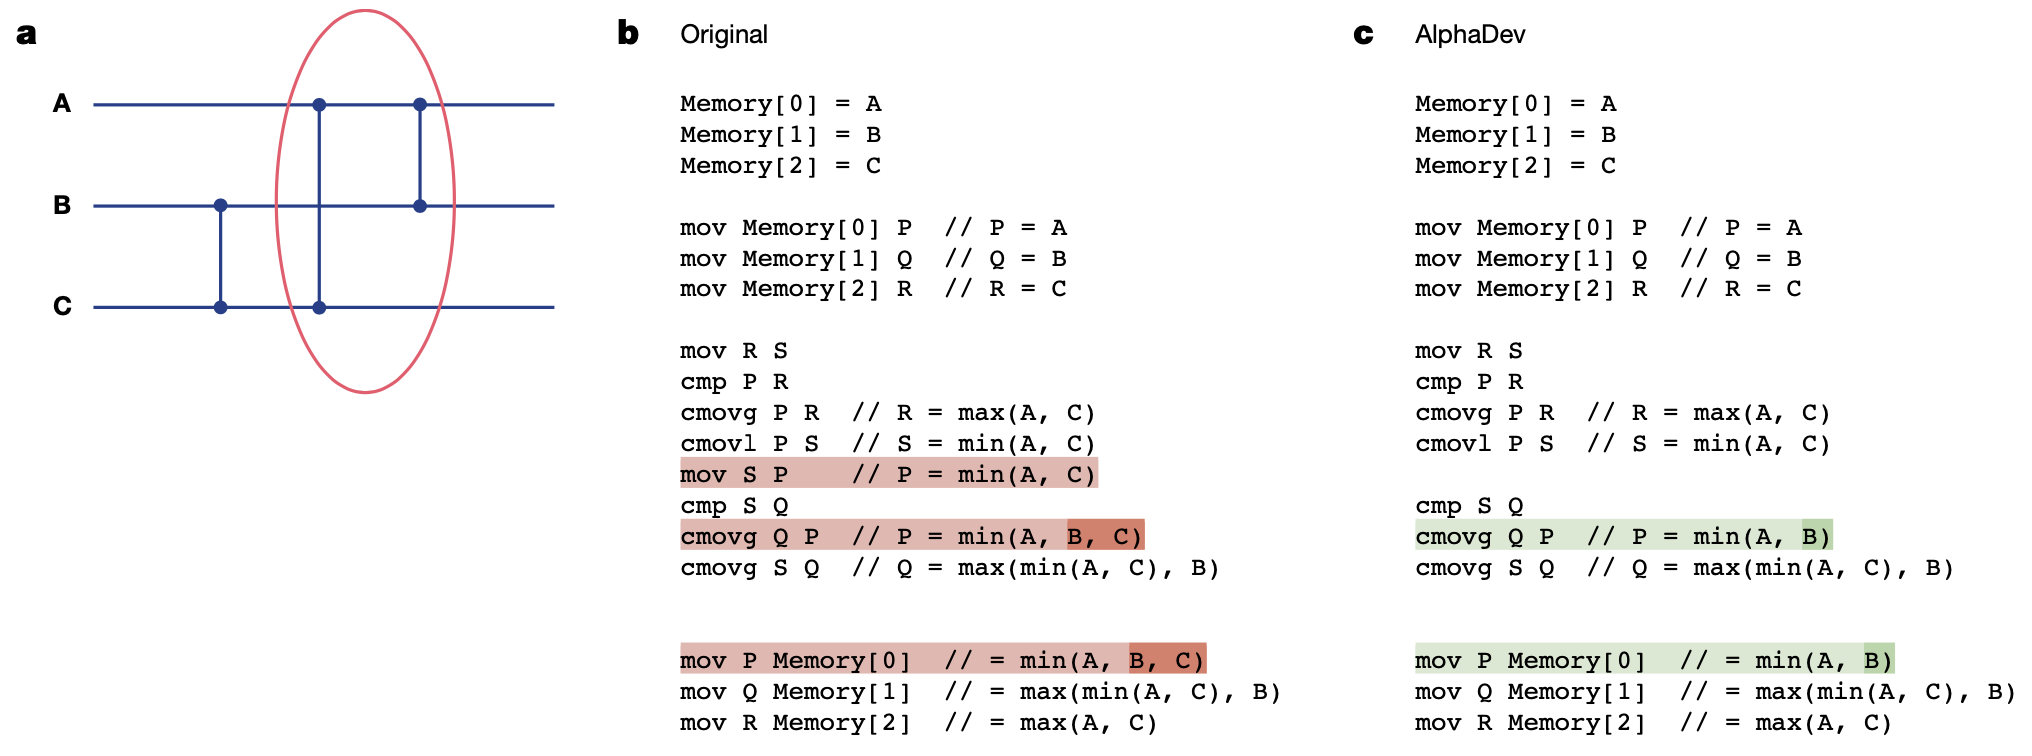 a
A
B
C
b Original
Memory[0] = A
Memory[1] = B
Memory[2] = C
mov Memory[0] P // P = A
mov Memory[1] Q // Q = B
mov Memory[2] R // R = C
mov R S
cmp P R
cmovg P R // R = max(A, C)
cmovl P S // S = min(A, C)
mov S P // P = min(A, C)
cmp S Q
cmovg Q P // P = min(A, B, C)
cmovg S Q // Q = max(min(A, C), B)
mov P Memory[0] // = min(A, B, C)
mov Q Memory[1] // = max(min(A, C), B)
mov R Memory[2] // = max(A, C)
c AlphaDev
Memory[0] = A
Memory[1] = B
Memory[2] = C
mov Memory[0] P // P = A
mov Memory[1] Q // Q = B
mov Memory[2] R // R = C
mov R S
cmp P R
cmovg P R // R = max(A, C)
cmovl P S // S = min(A, C)
cmp S Q
cmovg Q P // P = min(A, B)
cmovg S Q // Q = max(min(A, C), B)
mov P Memory[0] // = min(A, B)
mov Q Memory[1] // = max(min(A, C), B)
mov R Memory[2] // = max(A, C)